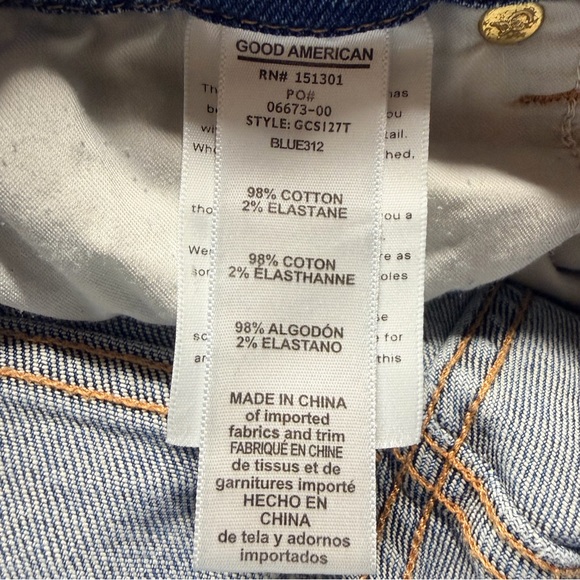 GOOD AMERICAN
RN# 151301
PO#
06673-00
STYLE: GCS127T
BLUE312
98% COTTON
2% ELASTANE
98% COTON
2% ÉLASTHANNE
98% ALGODÓN
2% ELASTANO
MADE IN CHINA
of imported
fabrics and trim
FABRIQUÉ EN CHINE
de tissus et de
garnitures importé
HECHO EN
CHINA
de tela y adornos
importados